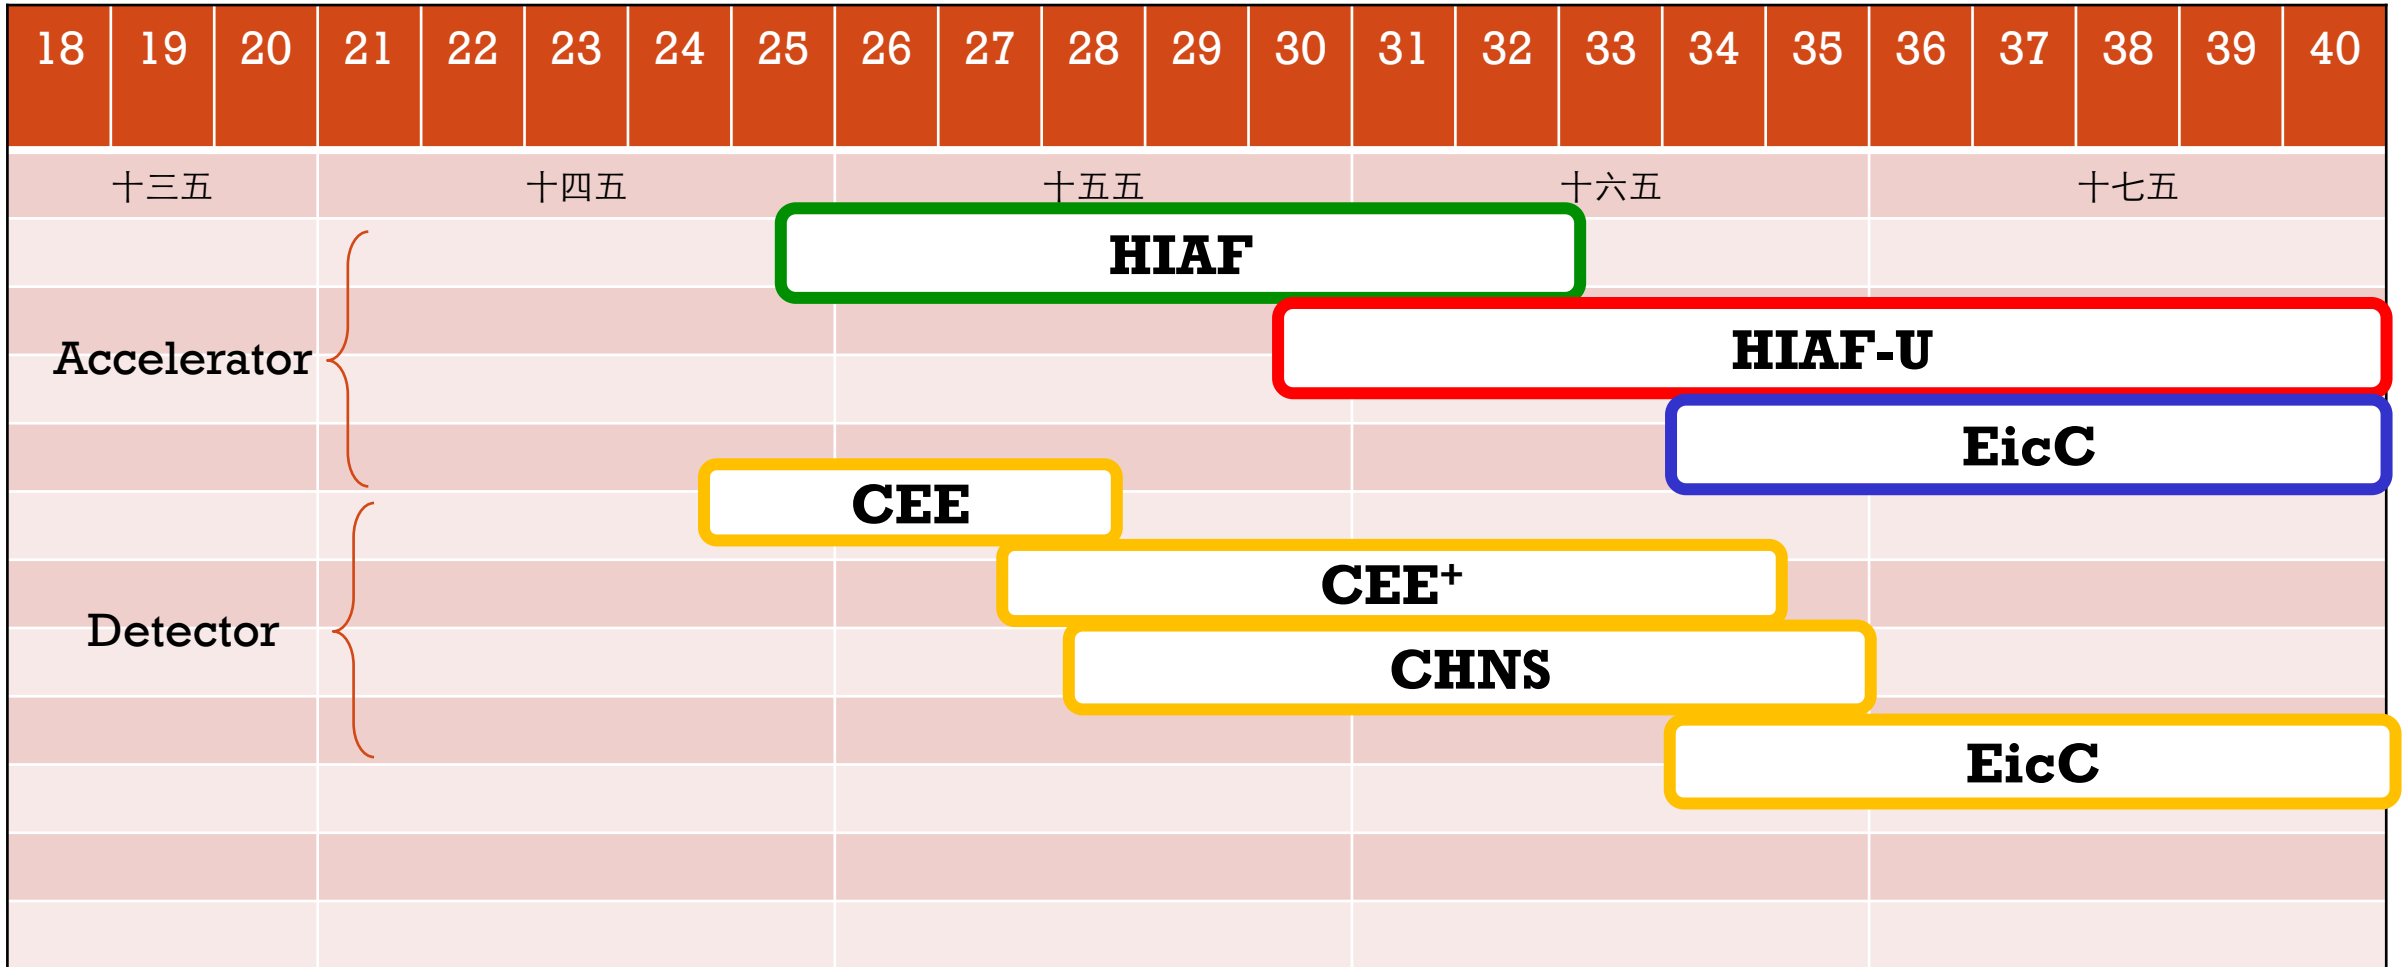 18 19 20 21 22 23 24 25 26 27 28 29 30 31 32 33 34 35 36 37 38 39 40
十三五 十四五 十五五 十六五 十七五
HIAF
HIAF-U
Accelerator
EicC
CEE
CEE⁺
Detector
CHNS
EicC